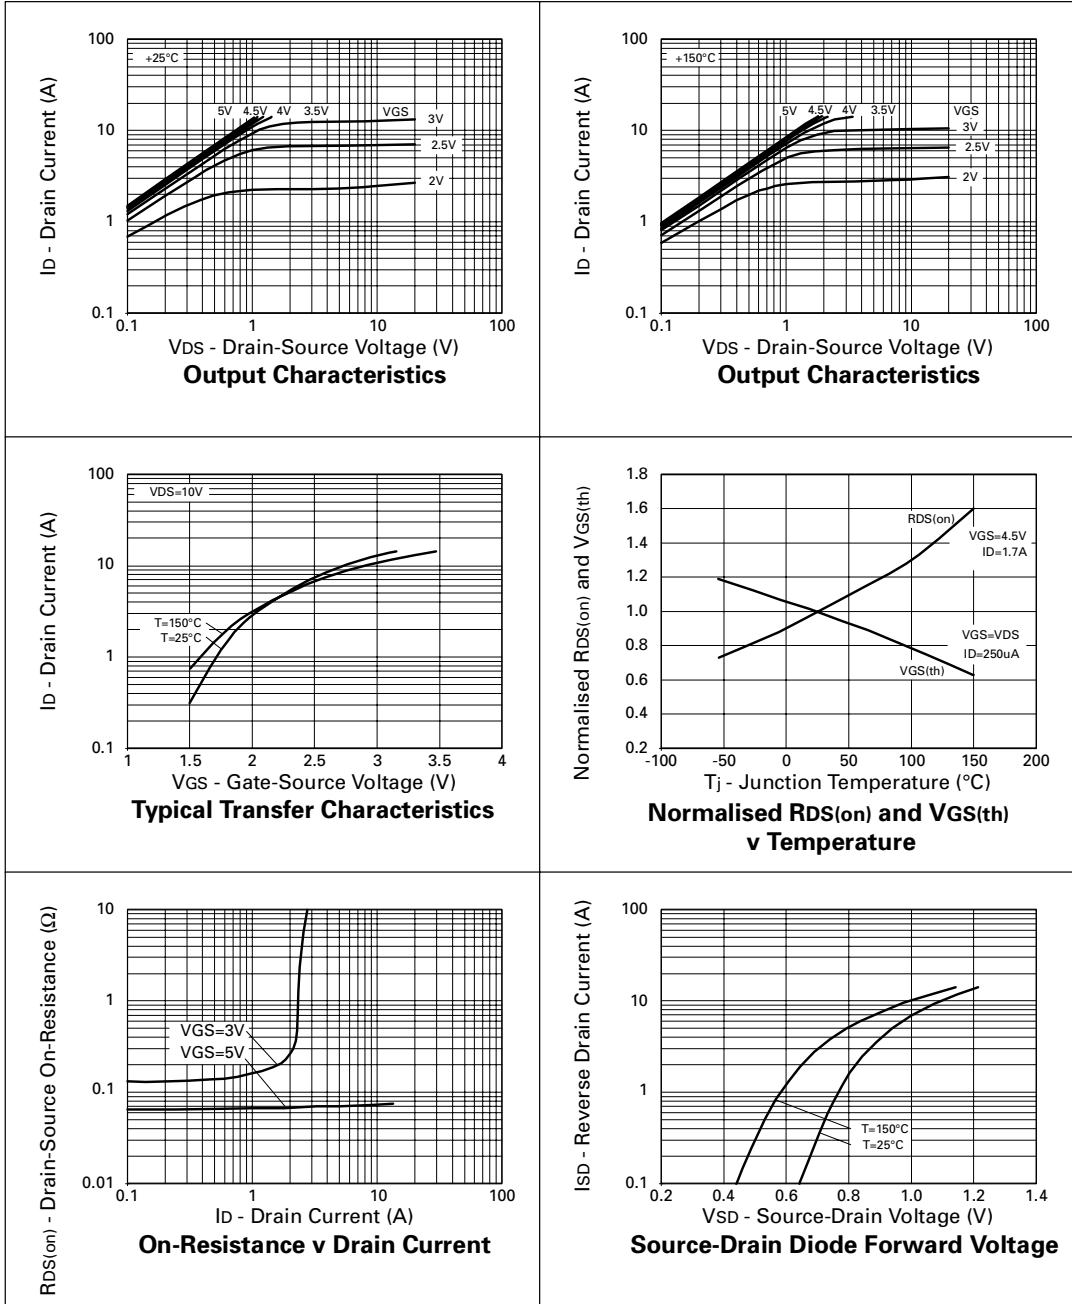 ID - Drain Current (A)
100
10
1
0.1
+25°C
5V 4.5V 4V 3.5V VGS
3V
2.5V
2V
0.1 1 10 100
VDS - Drain-Source Voltage (V)
Output Characteristics
ID - Drain Current (A)
100
10
1
0.1
+150°C
5V 4.5V 4V 3.5V VGS
3V
2.5V
2V
0.1 1 10 100
VDS - Drain-Source Voltage (V)
Output Characteristics
ID - Drain Current (A)
100
10
1
0.1
VDS=10V
T=150°C
T=25°C
1 1.5 2 2.5 3 3.5 4
VGS - Gate-Source Voltage (V)
Typical Transfer Characteristics
Normalised RDS(on) and VGS(th)
1.8
1.6
1.4
1.2
1.0
0.8
0.6
0.4
0.2
RDS(on)
VGS=4.5V
ID=1.7A
VGS=VDS
ID=250uA
VGS(th)
-100 -50 0 50 100 150 200
Tj - Junction Temperature (°C)
Normalised RDS(on) and VGS(th)
v Temperature
RDS(on) - Drain-Source On-Resistance (Ω)
10
1
0.1
0.01
VGS=3V
VGS=5V
0.1 1 10 100
ID - Drain Current (A)
On-Resistance v Drain Current
ISD - Reverse Drain Current (A)
100
10
1
0.1
T=150°C
T=25°C
0.2 0.4 0.6 0.8 1.0 1.2 1.4
VSD - Source-Drain Voltage (V)
Source-Drain Diode Forward Voltage